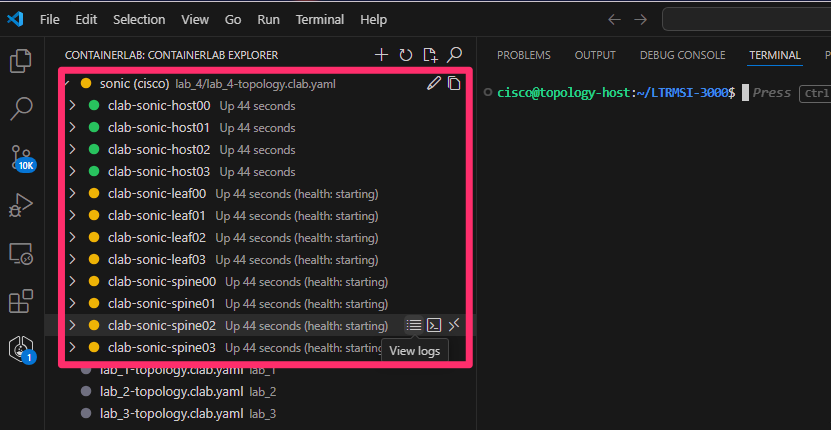 File Edit Selection View Go Run Terminal Help
CONTAINERLAB: CONTAINERLAB EXPLORER
sonic (cisco) lab_4/lab_4-topology.clab.yaml
clab-sonic-host00 Up 44 seconds
clab-sonic-host01 Up 44 seconds
clab-sonic-host02 Up 44 seconds
clab-sonic-host03 Up 44 seconds
clab-sonic-leaf00 Up 44 seconds (health: starting)
clab-sonic-leaf01 Up 44 seconds (health: starting)
clab-sonic-leaf02 Up 44 seconds (health: starting)
clab-sonic-leaf03 Up 44 seconds (health: starting)
clab-sonic-spine00 Up 44 seconds (health: starting)
clab-sonic-spine01 Up 44 seconds (health: starting)
clab-sonic-spine02 Up 44 seconds (health: starting)
clab-sonic-spine03 Up 44 seconds (health: starting)
View logs
lab_1-topology.clab.yaml lab_1
lab_2-topology.clab.yaml lab_2
lab_3-topology.clab.yaml lab_3
10K
1
PROBLEMS OUTPUT DEBUG CONSOLE TERMINAL P
cisco@topology-host:~/LTRMSI-3000$ Press Ctrl